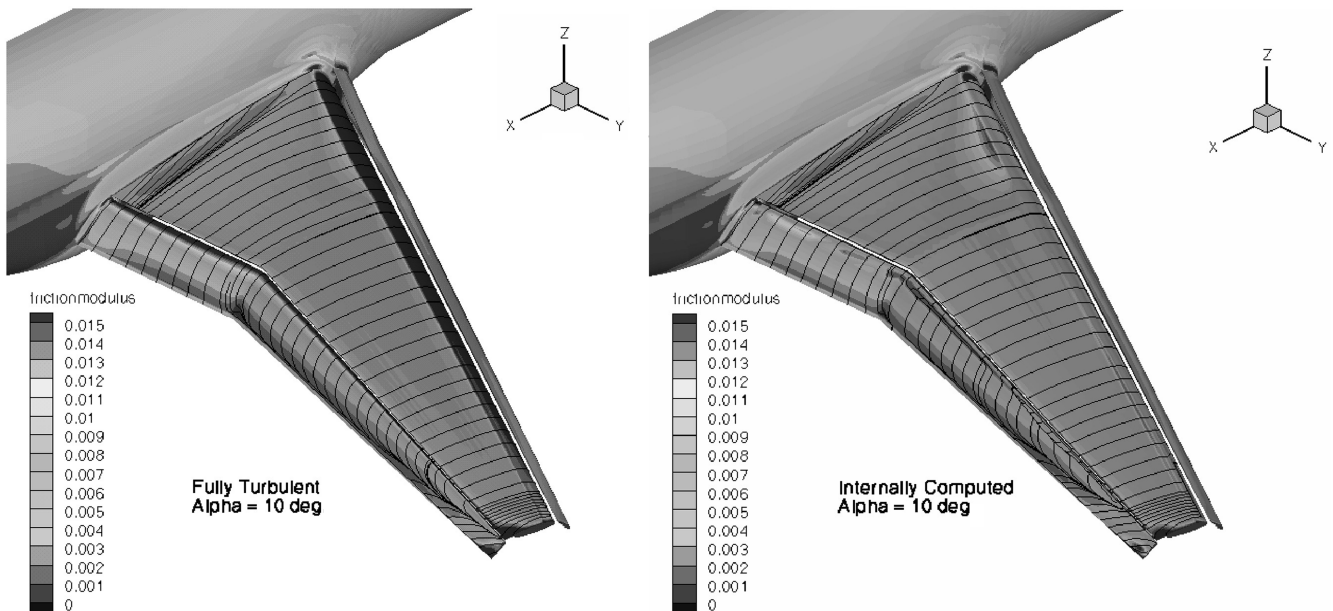 Z
X
Y
frictionmodulus
0.015
0.014
0.013
0.012
0.011
0.01
0.009
0.008
0.007
0.006
0.005
0.004
0.003
0.002
0.001
0
Fully Turbulent
Alpha = 10 deg
Z
X
Y
frictionmodulus
0.015
0.014
0.013
0.012
0.011
0.01
0.009
0.008
0.007
0.006
0.005
0.004
0.003
0.002
0.001
0
Internally Computed
Alpha = 10 deg